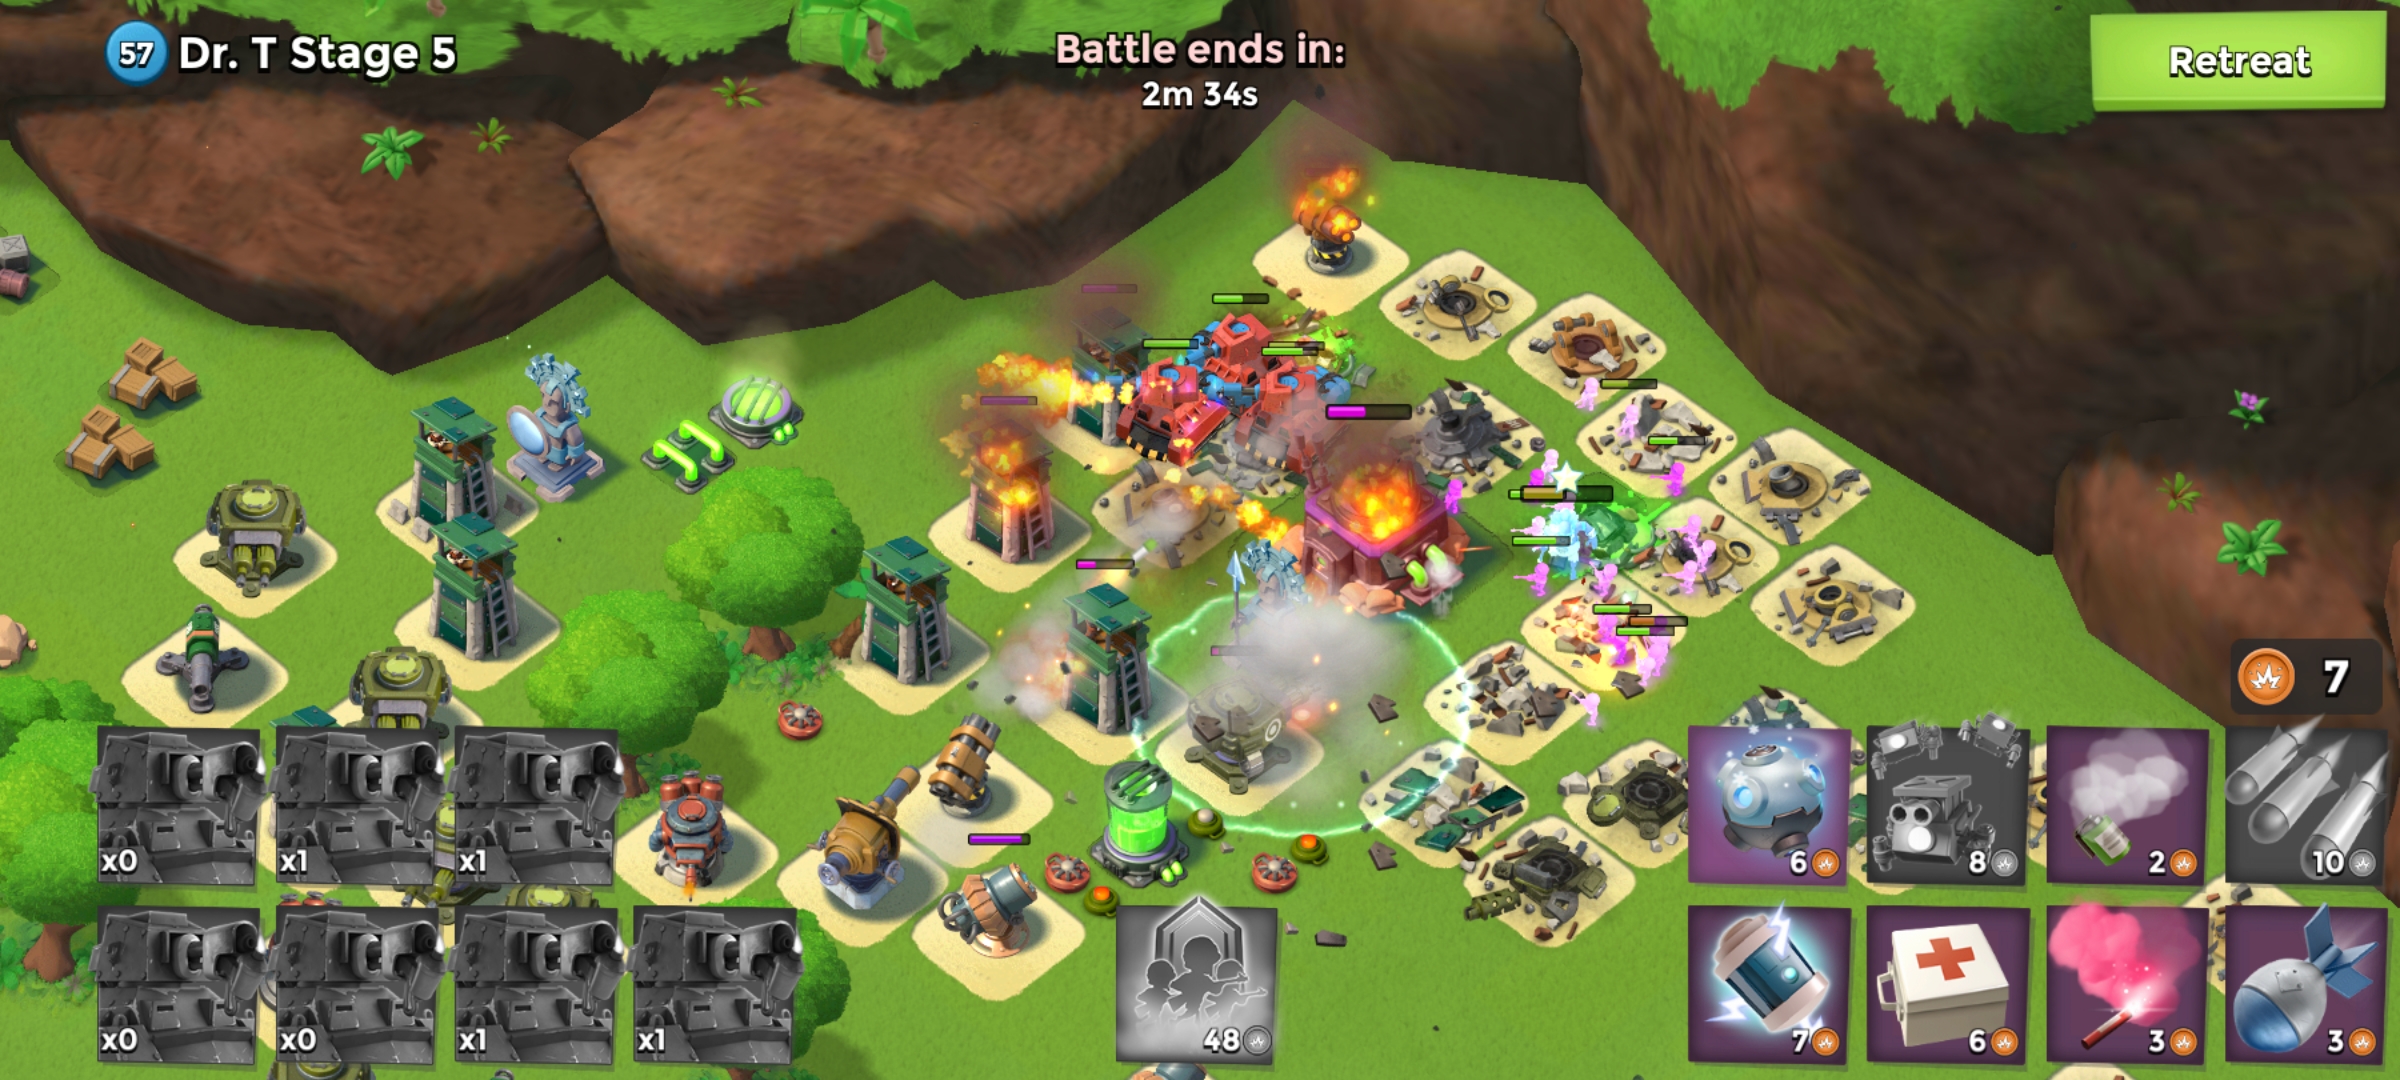 57 Dr. T Stage 5
Battle ends in:
2m 34s
Retreat
7
x0 x1 x1
6 8 2 10
x0 x0 x1 x1
48
7 6 3 3